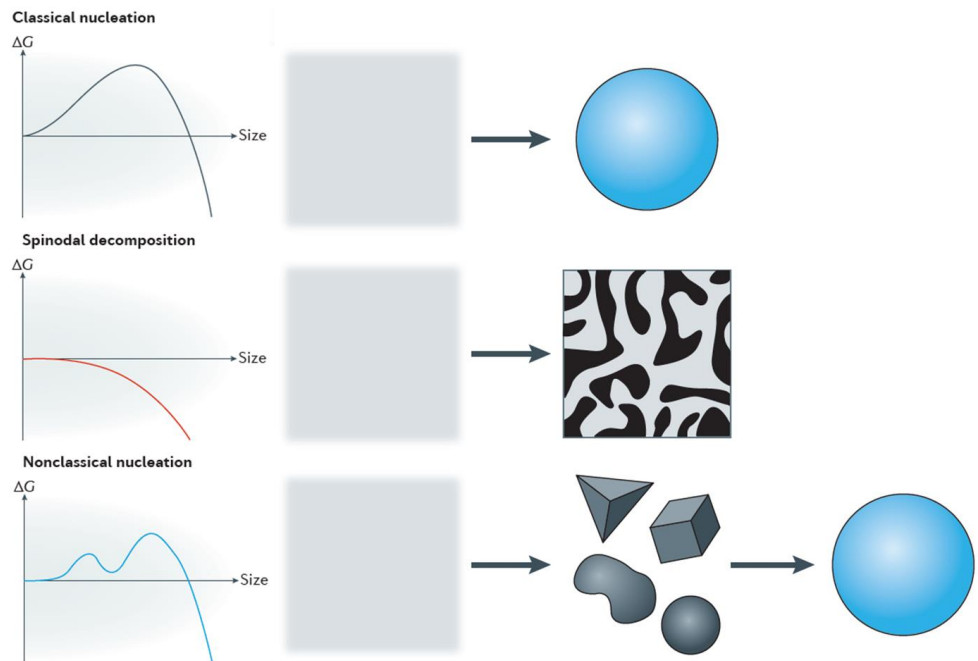 Classical nucleation
ΔG
Size
Spinodal decomposition
ΔG
Size
Nonclassical nucleation
ΔG
Size